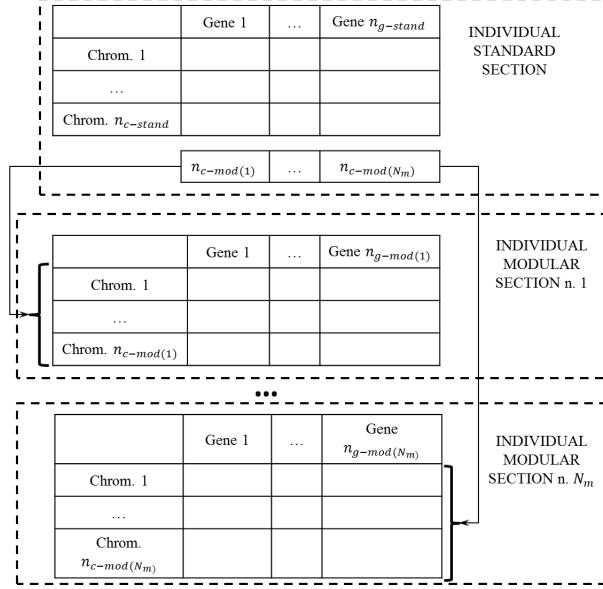 Gene 1 … Gene n_{g−stand}
INDIVIDUAL
STANDARD
SECTION
Chrom. 1
…
Chrom. n_{c−stand}
n_{c−mod(1)} … n_{c−mod(N_m)}
INDIVIDUAL
MODULAR
SECTION n. 1
Gene 1 … Gene n_{g−mod(1)}
Chrom. 1
…
Chrom. n_{c−mod(1)}
...
INDIVIDUAL
MODULAR
SECTION n. N_m
Gene 1 … Gene
n_{g−mod(N_m)}
Chrom. 1
…
Chrom.
n_{c−mod(N_m)}